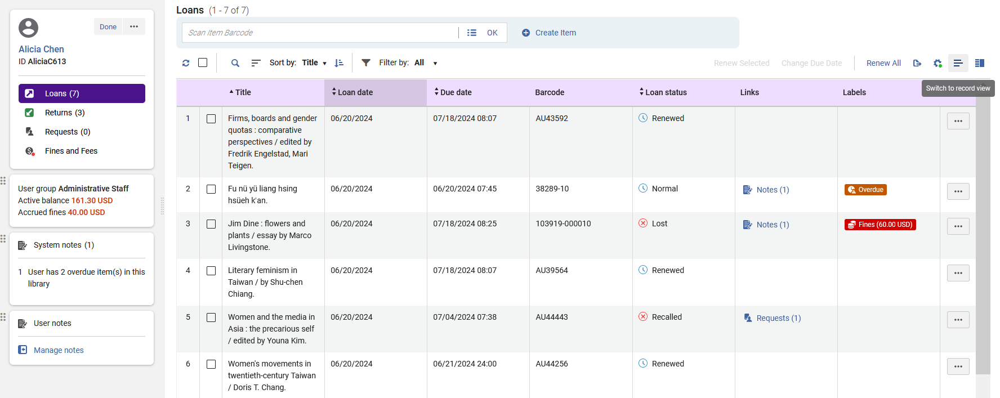 Done
Alicia Chen
ID AliciaC613
Loans (7)
Returns (3)
Requests (0)
Fines and Fees
User group Administrative Staff
Active balance 161.30 USD
Accrued fines 40.00 USD
System notes (1)
1 User has 2 overdue item(s) in this
library
User notes
Manage notes
Loans (1 - 7 of 7)
Scan Item Barcode OK Create Item
Sort by: Title Filter by: All Renew Selected Change Due Date Renew All
Switch to record view
Title Loan date Due date Barcode Loan status Links Labels
1 Firms, boards and gender 06/20/2024 07/18/2024 08:07 AU43592 Renewed
quotas : comparative
perspectives / edited by
Fredrik Engelstad, Mari
Teigen.
2 Fu nü yü liang hsing 06/20/2024 06/20/2024 07:45 38289-10 Normal Notes (1) Overdue
hsüeh kʻan.
3 Jim Dine : flowers and 06/20/2024 07/18/2024 08:25 103919-000010 Lost Notes (1) Fines (60.00 USD)
plants / essay by Marco
Livingstone.
4 Literary feminism in 06/20/2024 07/18/2024 08:07 AU39564 Renewed
Taiwan / by Shu-chen
Chiang.
5 Women and the media in 06/20/2024 07/04/2024 07:38 AU44443 Recalled Requests (1)
Asia : the precarious self
/ edited by Youna Kim.
6 Women's movements in 06/20/2024 06/21/2024 24:00 AU44256 Renewed
twentieth-century Taiwan
/ Doris T. Chang.